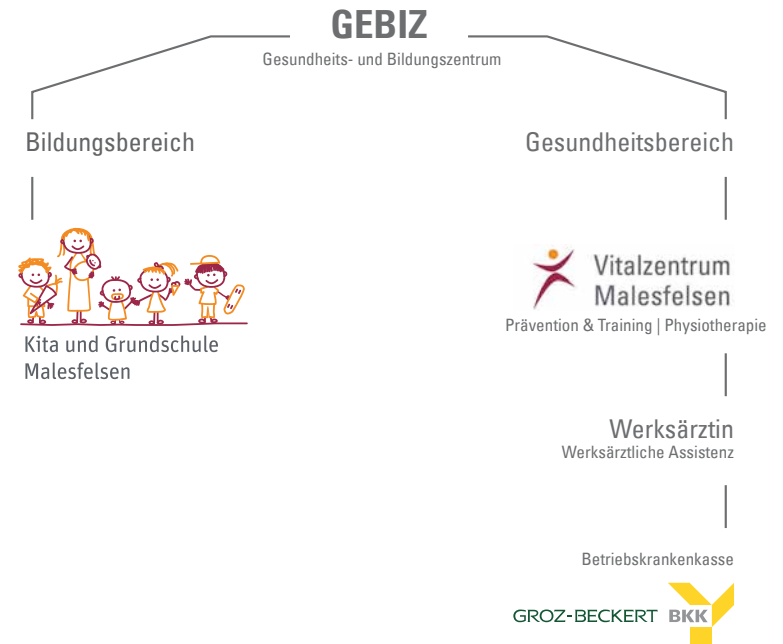 GEBIZ
Gesundheits- und Bildungszentrum
Bildungsbereich
Kita und Grundschule
Malesfelsen
Gesundheitsbereich
Vitalzentrum
Malesfelsen
Prävention & Training | Physiotherapie
Werksärztin
Werksärztliche Assistenz
Betriebskrankenkasse
GROZ-BECKERT BKK